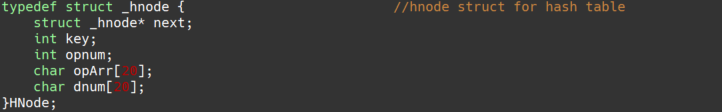 typedef struct _hnode { //hnode struct for hash table
struct _hnode* next;
int key;
int opnum;
char opArr[20];
char dnum[20];
}HNode;